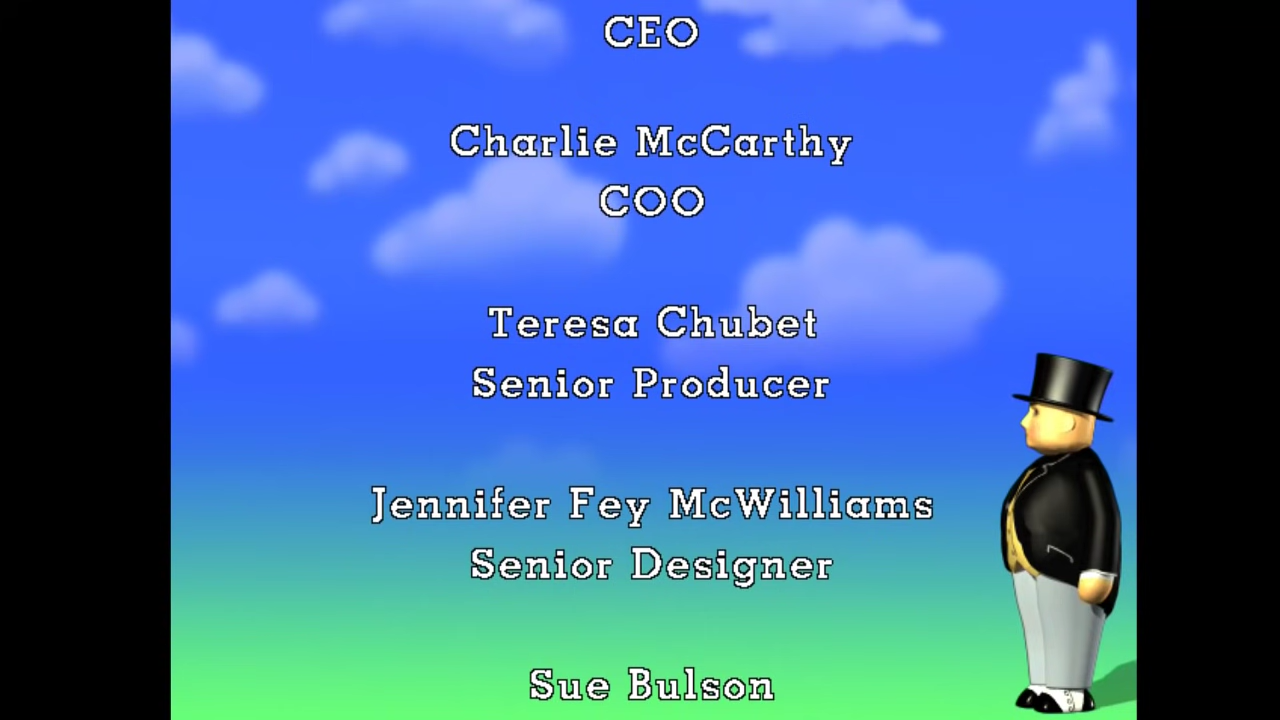 CEO
Charlie McCarthy
COO
Teresa Chubet
Senior Producer
Jennifer Fey McWilliams
Senior Designer
Sue Bulson